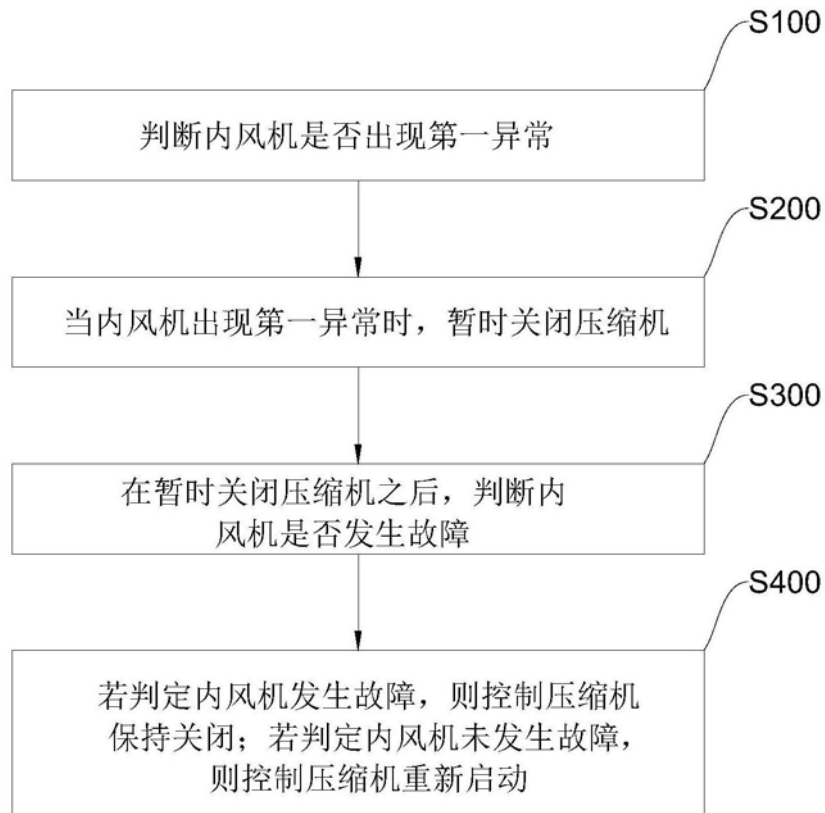 S100
判断内风机是否出现第一异常
S200
当内风机出现第一异常时，暂时关闭压缩机
S300
在暂时关闭压缩机之后，判断内
风机是否发生故障
S400
若判定内风机发生故障，则控制压缩机
保持关闭；若判定内风机未发生故障，
则控制压缩机重新启动